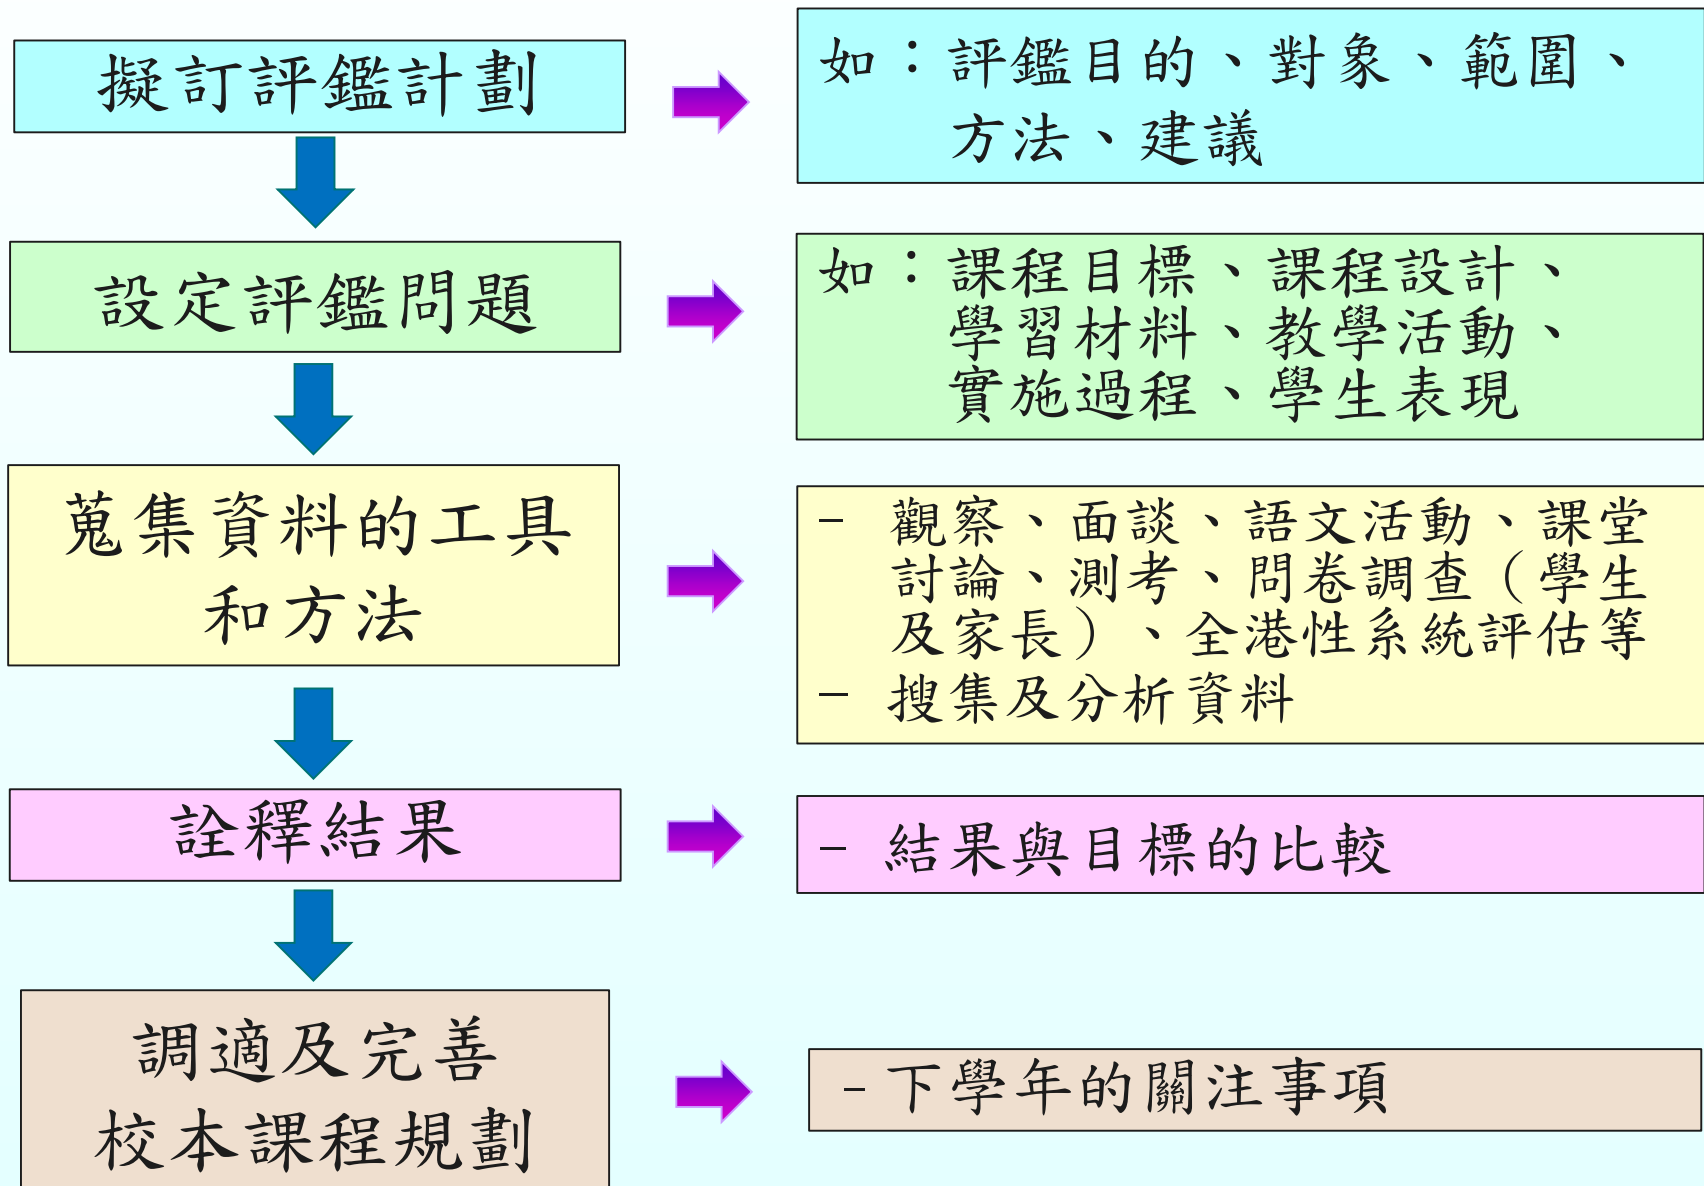 擬訂評鑑計劃
如：評鑑目的、對象、範圍、
方法、建議
設定評鑑問題
如：課程目標、課程設計、
學習材料、教學活動、
實施過程、學生表現
蒐集資料的工具
和方法
- 觀察、面談、語文活動、課堂
討論、測考、問卷調查（學生
及家長）、全港性系統評估等
- 搜集及分析資料
詮釋結果
- 結果與目標的比較
調適及完善
校本課程規劃
-下學年的關注事項